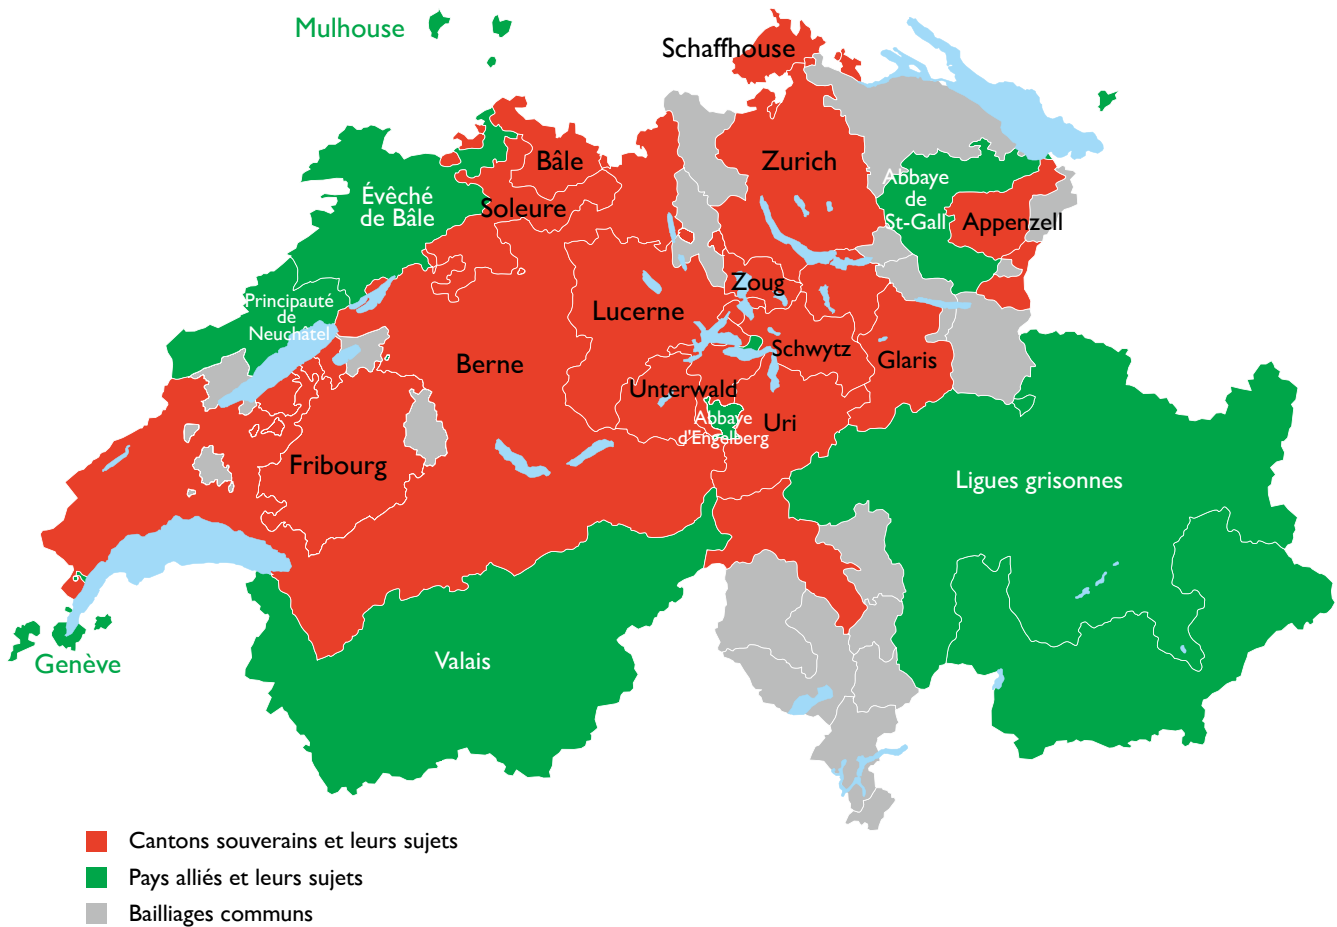 Mulhouse
Schaffhouse
Bâle
Zurich
Évêché
de Bâle
Soleure
Abbaye
de
St-Gall
Appenzell
Zoug
Principauté
de
Neuchâtel
Lucerne
Berne
Schwytz
Glaris
Unterwald
Abbaye
d'Engelberg
Uri
Fribourg
Ligues grisonnes
Genève
Valais
Cantons souverains et leurs sujets
Pays alliés et leurs sujets
Bailliages communs